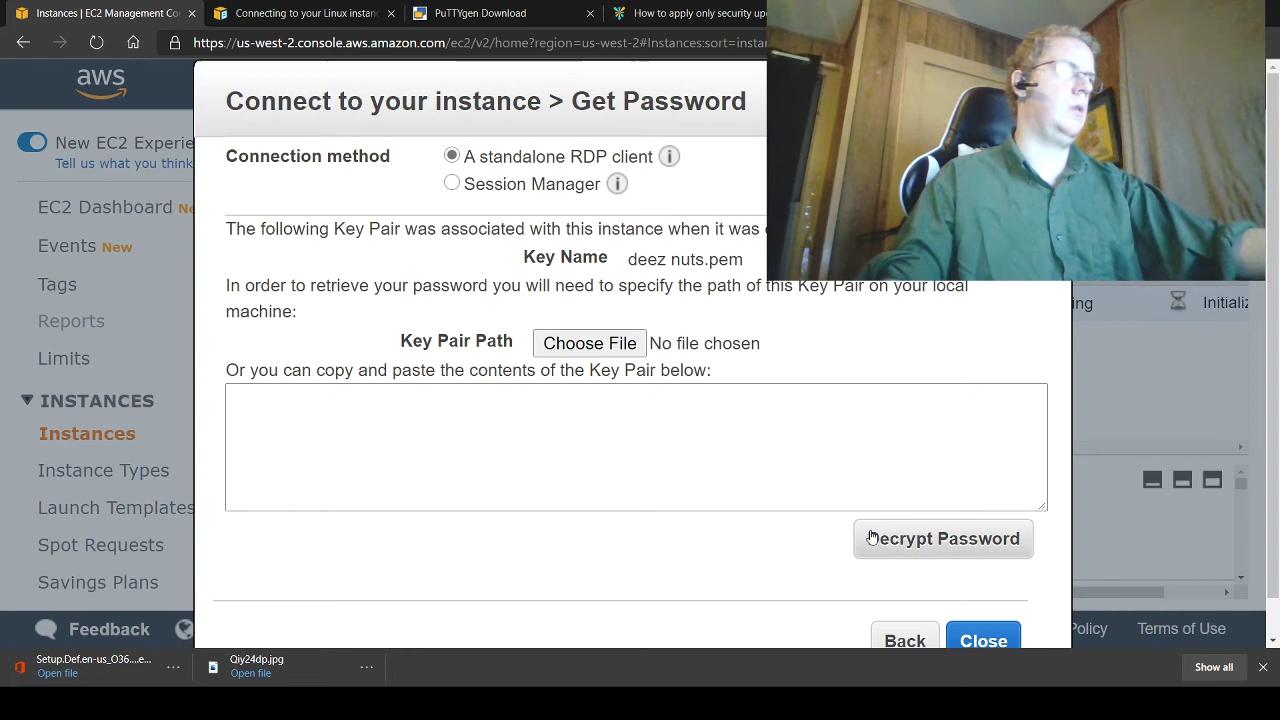 Instances | EC2 Management Co
Connecting to your Linux instanc
PuTTYgen Download
How to apply only security up
https://us-west-2.console.aws.amazon.com/ec2/v2/home?region=us-west-2#Instances:sort=instan
aws
New EC2 Experie
Tell us what you think
EC2 Dashboard Ne
Events New
Tags
Reports
Limits
INSTANCES
Instances
Instance Types
Launch Templates
Spot Requests
Savings Plans
Connect to your instance > Get Password
Connection method
A standalone RDP client
Session Manager
The following Key Pair was associated with this instance when it was
Key Name deez nuts.pem
In order to retrieve your password you will need to specify the path of this Key Pair on your local
machine:
Key Pair Path Choose File No file chosen
Or you can copy and paste the contents of the Key Pair below:
Decrypt Password
Back Close
ing Initializ
Feedback
Policy Terms of Use
Setup.Def.en-us_O36....e...
Open file
Qiy24dp.jpg
Open file
Show all